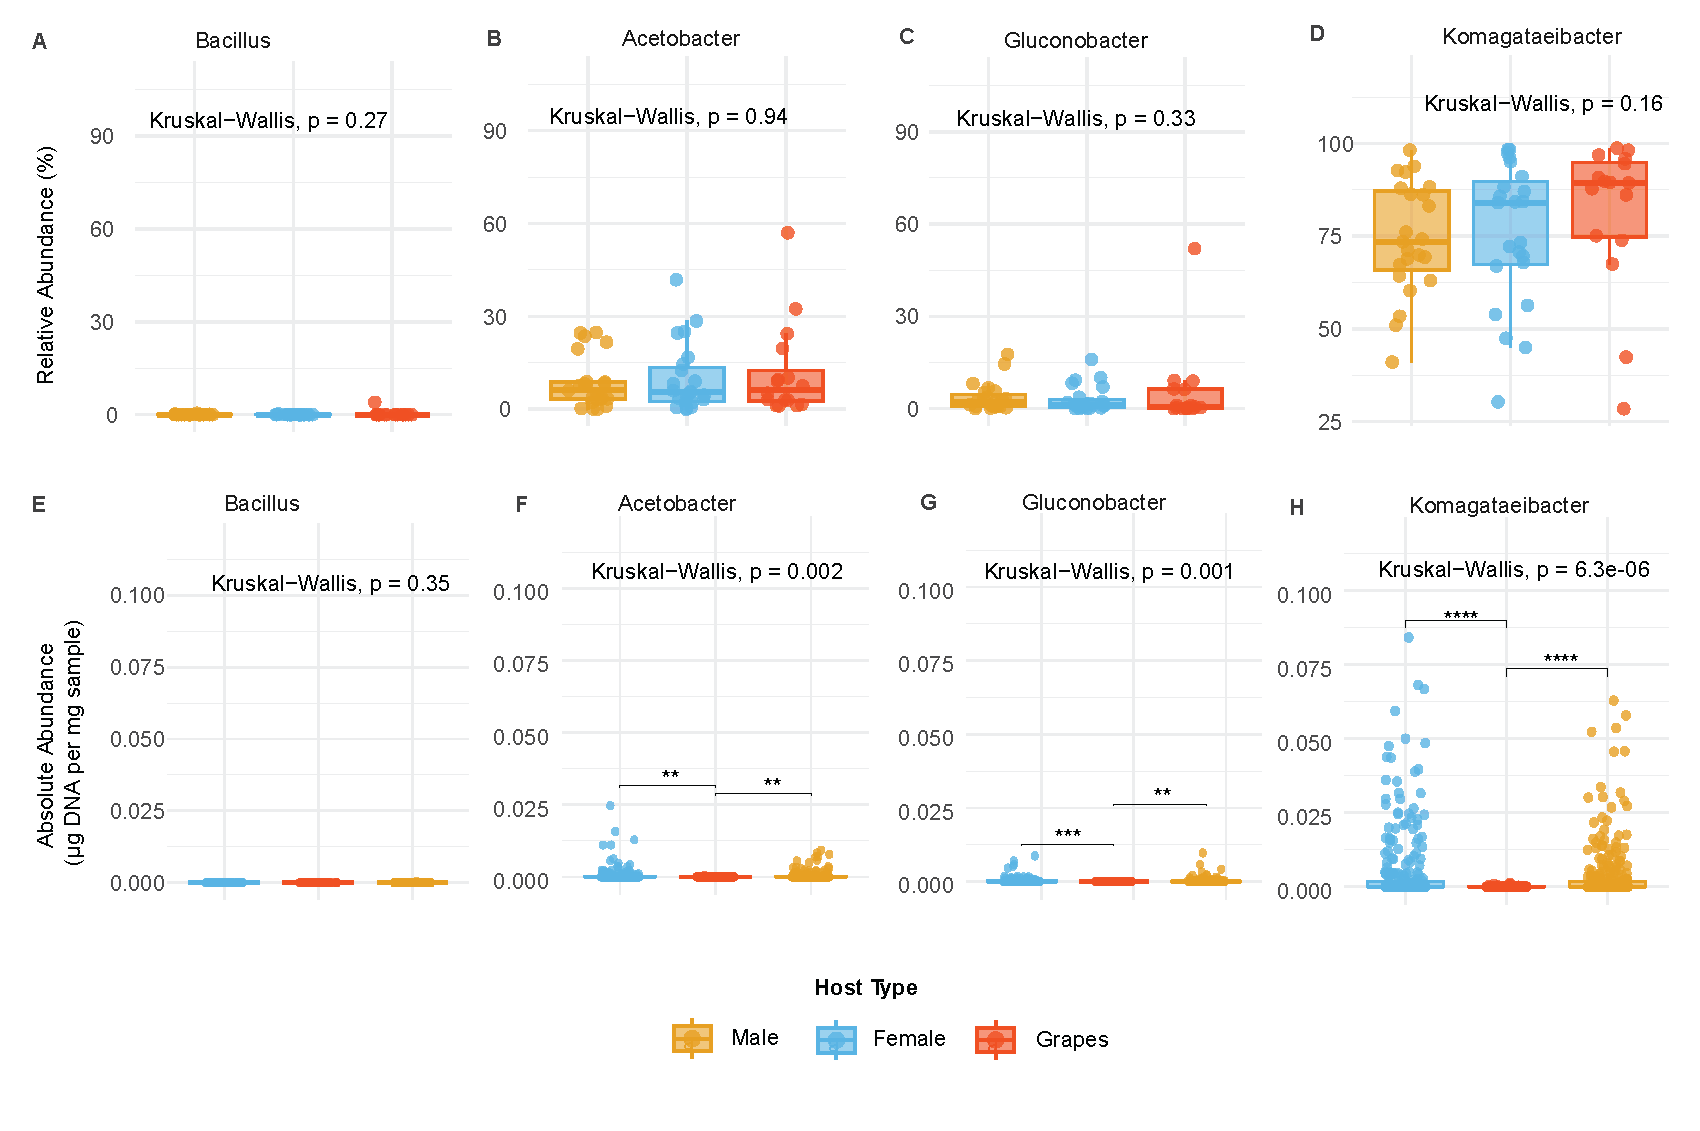 A
Bacillus
Kruskal−Wallis, p = 0.27
Relative Abundance (%)
90
60
30
0
B
Acetobacter
Kruskal−Wallis, p = 0.94
90
60
30
0
C
Gluconobacter
Kruskal−Wallis, p = 0.33
90
60
30
0
D
Komagataeibacter
Kruskal−Wallis, p = 0.16
100
75
50
25
E
Bacillus
Kruskal−Wallis, p = 0.35
Absolute Abundance
(µg DNA per mg sample)
0.100
0.075
0.050
0.025
0.000
F
Acetobacter
Kruskal−Wallis, p = 0.002
0.100
0.075
0.050
0.025
0.000
**
**
G
Gluconobacter
Kruskal−Wallis, p = 0.001
0.100
0.075
0.050
0.025
0.000
**
***
H
Komagataeibacter
Kruskal−Wallis, p = 6.3e-06
0.100
0.075
0.050
0.025
0.000
****
****
Host Type
Male
Female
Grapes